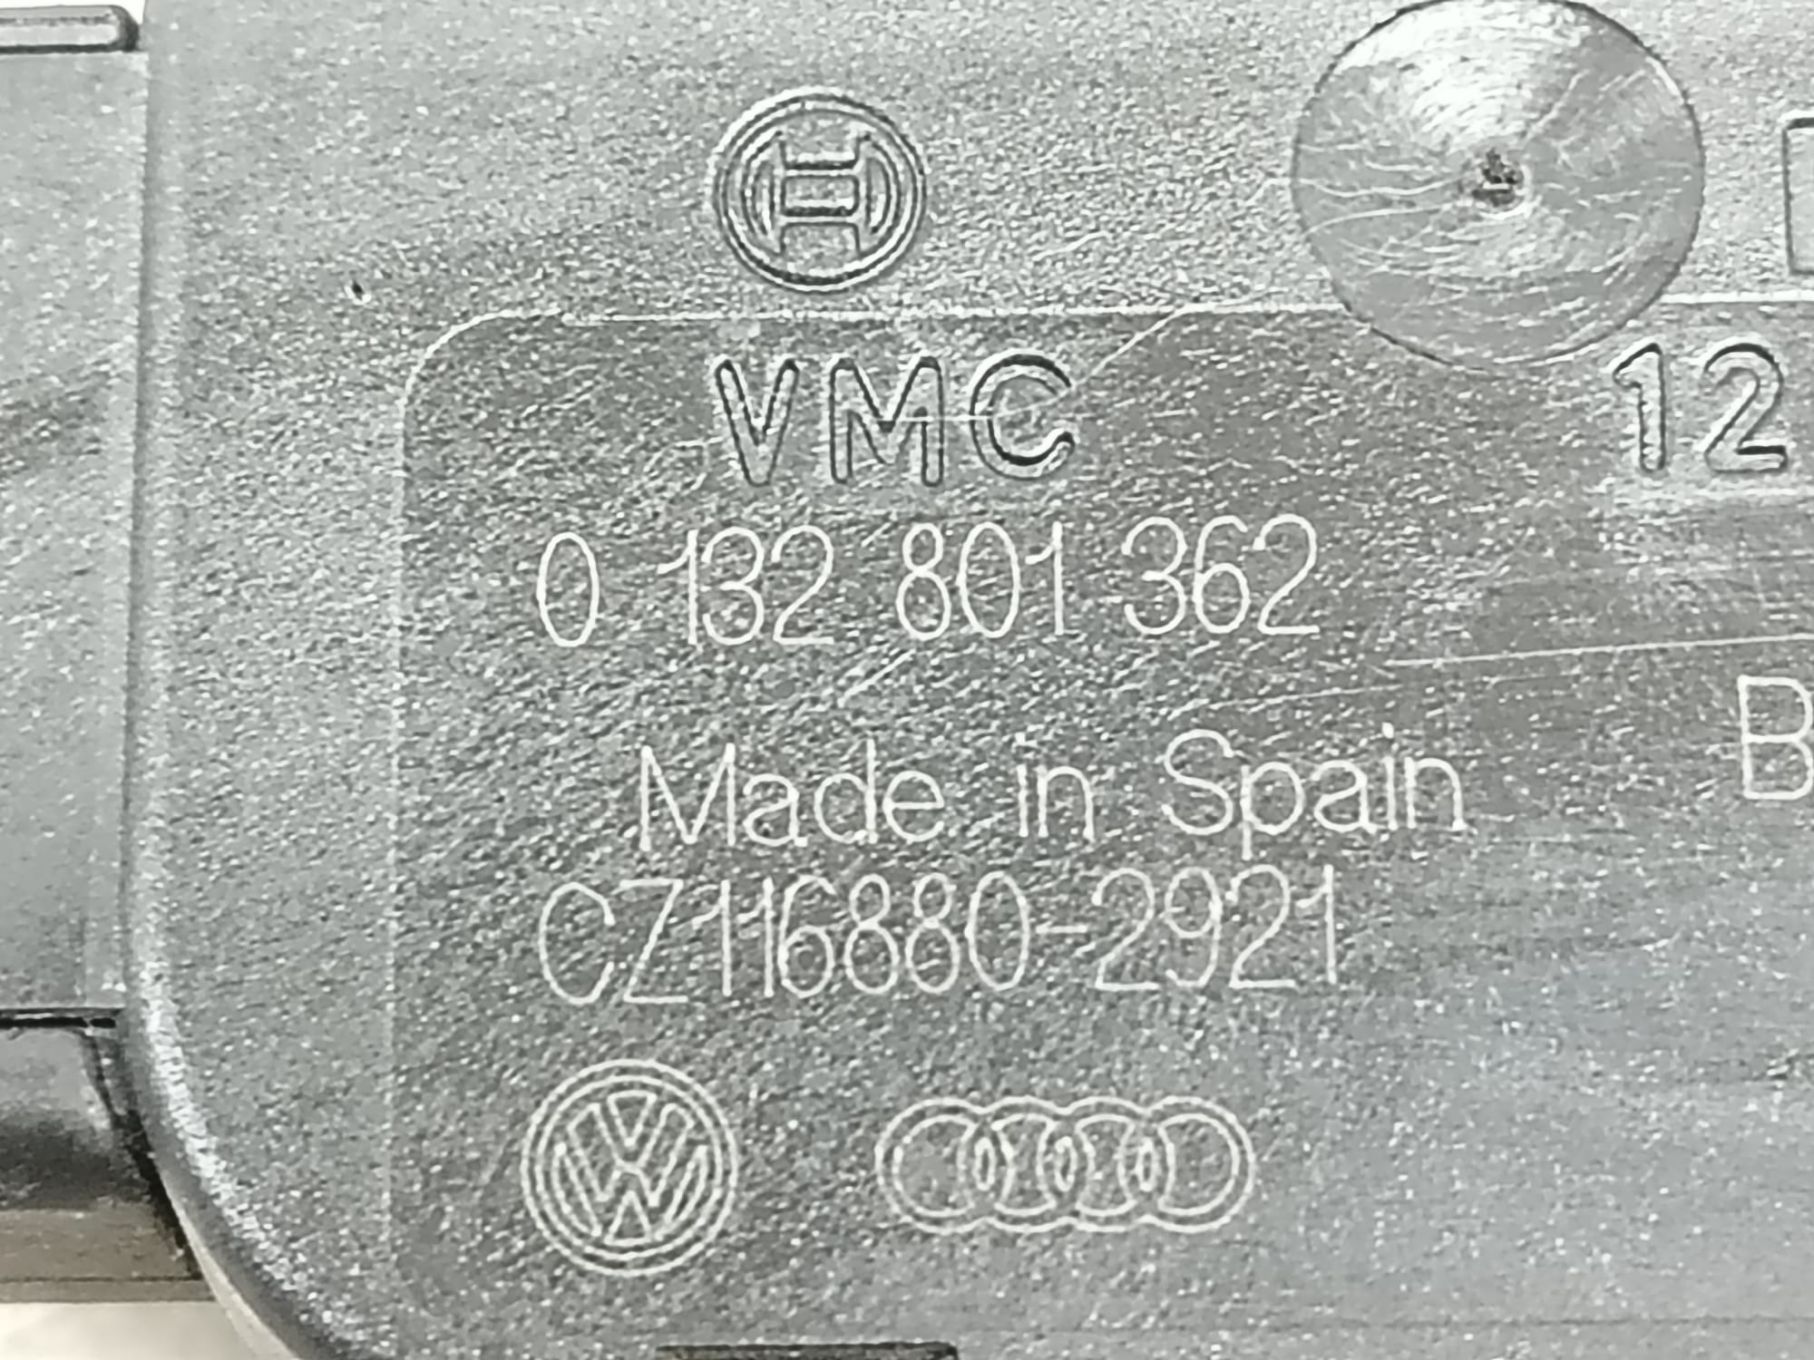 VMC 12
0 132 801 362
B
Made in Spain
CZ116880-2921